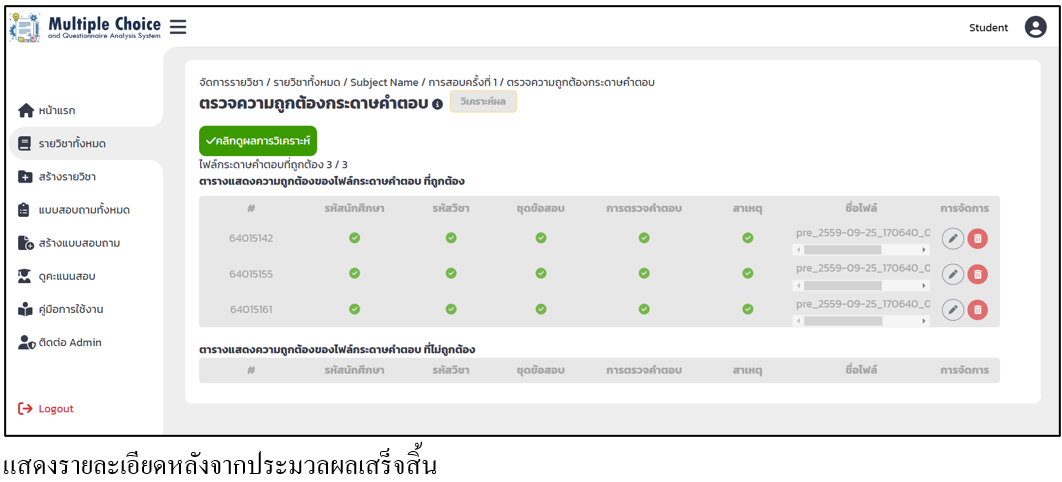 Multiple Choice
and Questionnaire Analysis System
Student
จัดการรายวิชา / รายวิชาทั้งหมด / Subject Name / การสอบครั้งที่ 1 / ตรวจความถูกต้องกระดาษคำตอบ
ตรวจความถูกต้องกระดาษคำตอบ วิเคราะห์ผล
หน้าแรก
รายวิชาทั้งหมด
สร้างรายวิชา
แบบสอบถามทั้งหมด
สร้างแบบสอบถาม
ดูคะแนนสอบ
คู่มือการใช้งาน
ติดต่อ Admin
Logout
คลิกดูผลการวิเคราะห์
ไฟล์กระดาษคำตอบที่ถูกต้อง 3 / 3
ตารางแสดงความถูกต้องของไฟล์กระดาษคำตอบ ที่ถูกต้อง
# รหัสนักศึกษา รหัสวิชา ชุดข้อสอบ การตรวจคำตอบ สาเหตุ ชื่อไฟล์ การจัดการ
64015142 pre_2559-09-25_170640_0
64015155 pre_2559-09-25_170640_0
64015161 pre_2559-09-25_170640_0
ตารางแสดงความถูกต้องของไฟล์กระดาษคำตอบ ที่ไม่ถูกต้อง
# รหัสนักศึกษา รหัสวิชา ชุดข้อสอบ การตรวจคำตอบ สาเหตุ ชื่อไฟล์ การจัดการ
แสดงรายละเอียดหลังจากประมวลผลเสร็จสิ้น